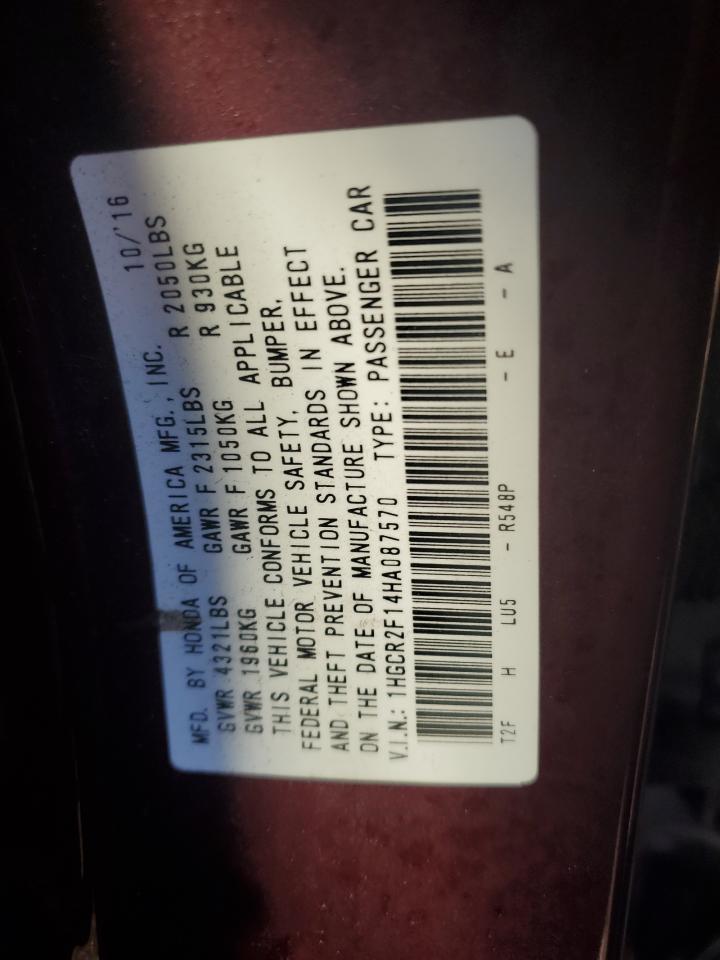 MFD. BY HONDA OF AMERICA MFG., INC. 10/'16
GVWR 4321LBS GAWR F 2315LBS R 2050LBS
GVWR 1960KG GAWR F 1050KG R 930KG
THIS VEHICLE CONFORMS TO ALL APPLICABLE
FEDERAL MOTOR VEHICLE SAFETY, BUMPER,
AND THEFT PREVENTION STANDARDS IN EFFECT
ON THE DATE OF MANUFACTURE SHOWN ABOVE.
V.I.N.: 1HGCR2F14HA087570 TYPE: PASSENGER CAR
T2F H LU5 - R548P - E - A